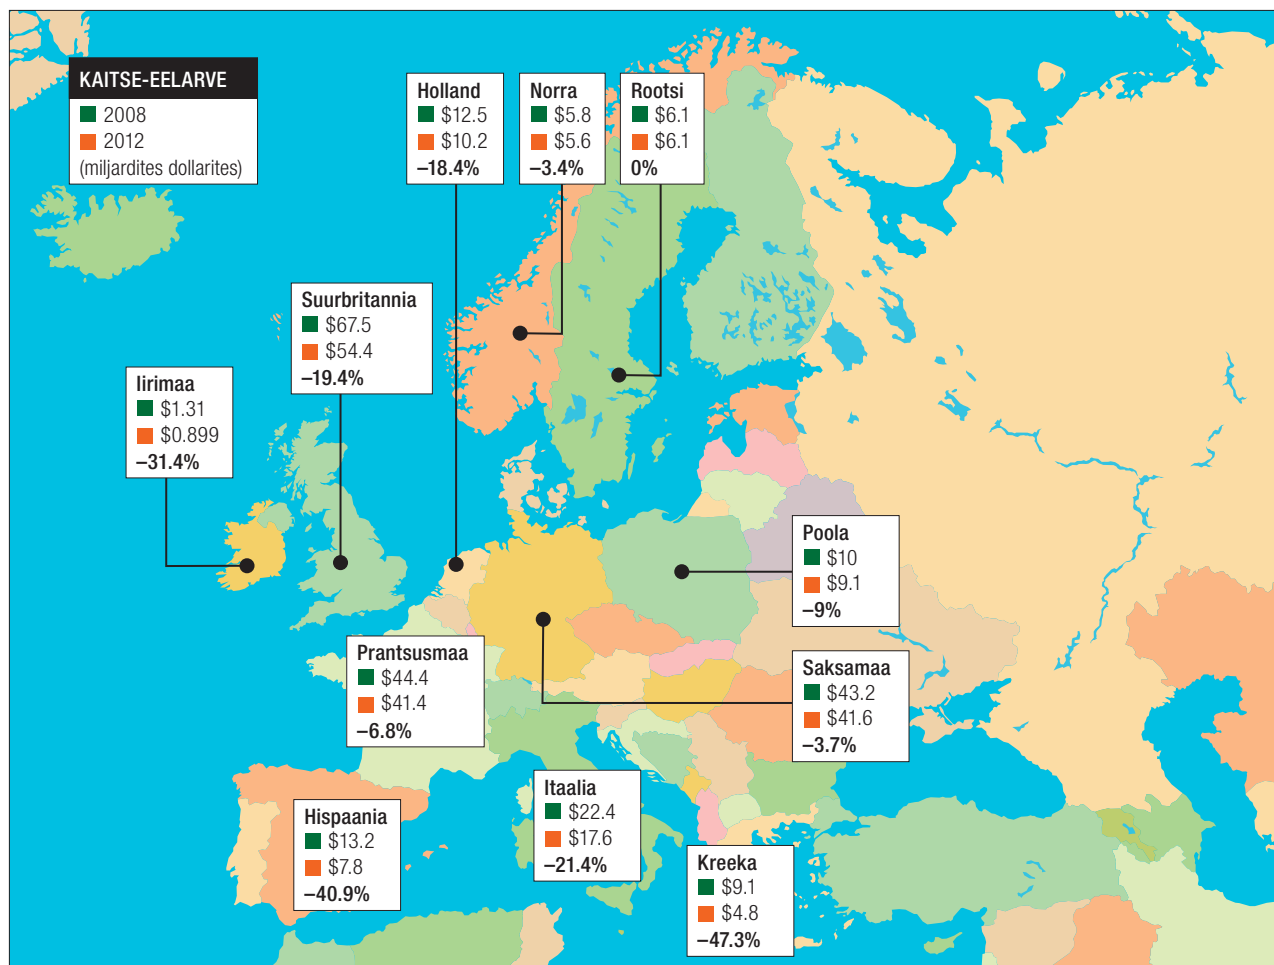 KAITSE-EELARVE
2008
2012
(miljardites dollarites)
Holland
$12.5
$10.2
–18.4%
Norra
$5.8
$5.6
–3.4%
Rootsi
$6.1
$6.1
0%
Suurbritannia
$67.5
$54.4
–19.4%
Iirimaa
$1.31
$0.899
–31.4%
Poola
$10
$9.1
–9%
Prantsusmaa
$44.4
$41.4
–6.8%
Saksamaa
$43.2
$41.6
–3.7%
Itaalia
$22.4
$17.6
–21.4%
Hispaania
$13.2
$7.8
–40.9%
Kreeka
$9.1
$4.8
–47.3%